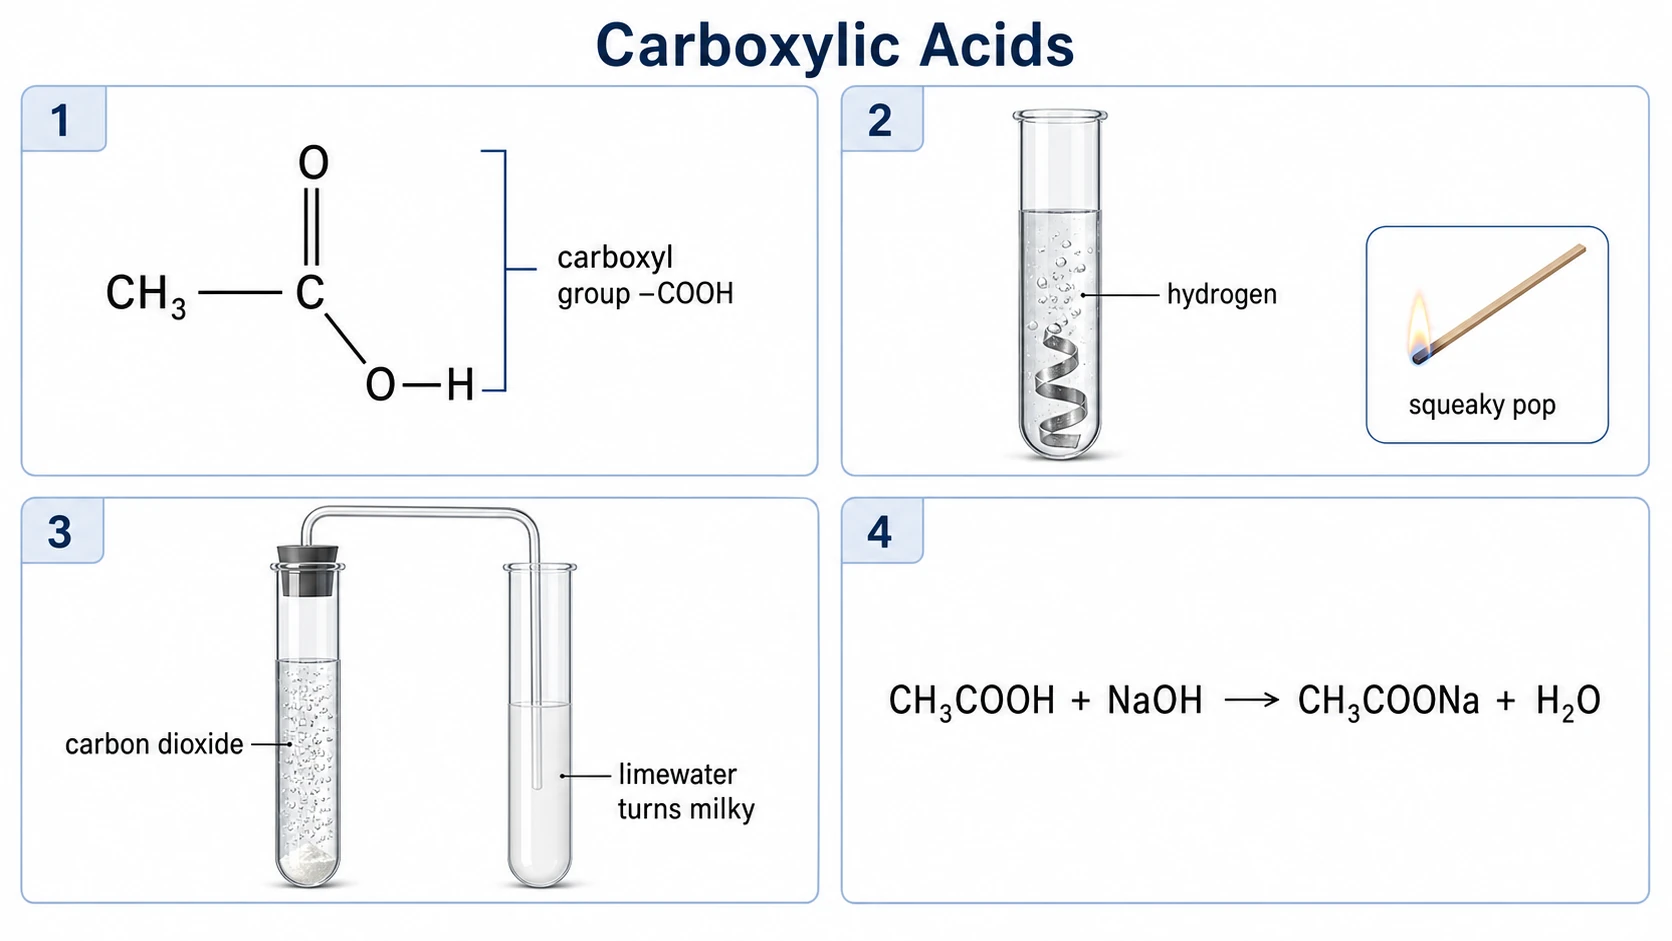 Carboxylic Acids
1
O
CH₃ — C
O—H
carboxyl
group –COOH
2
hydrogen
squeaky pop
3
carbon dioxide
limewater
turns milky
4
CH₃COOH + NaOH ⟶ CH₃COONa + H₂O